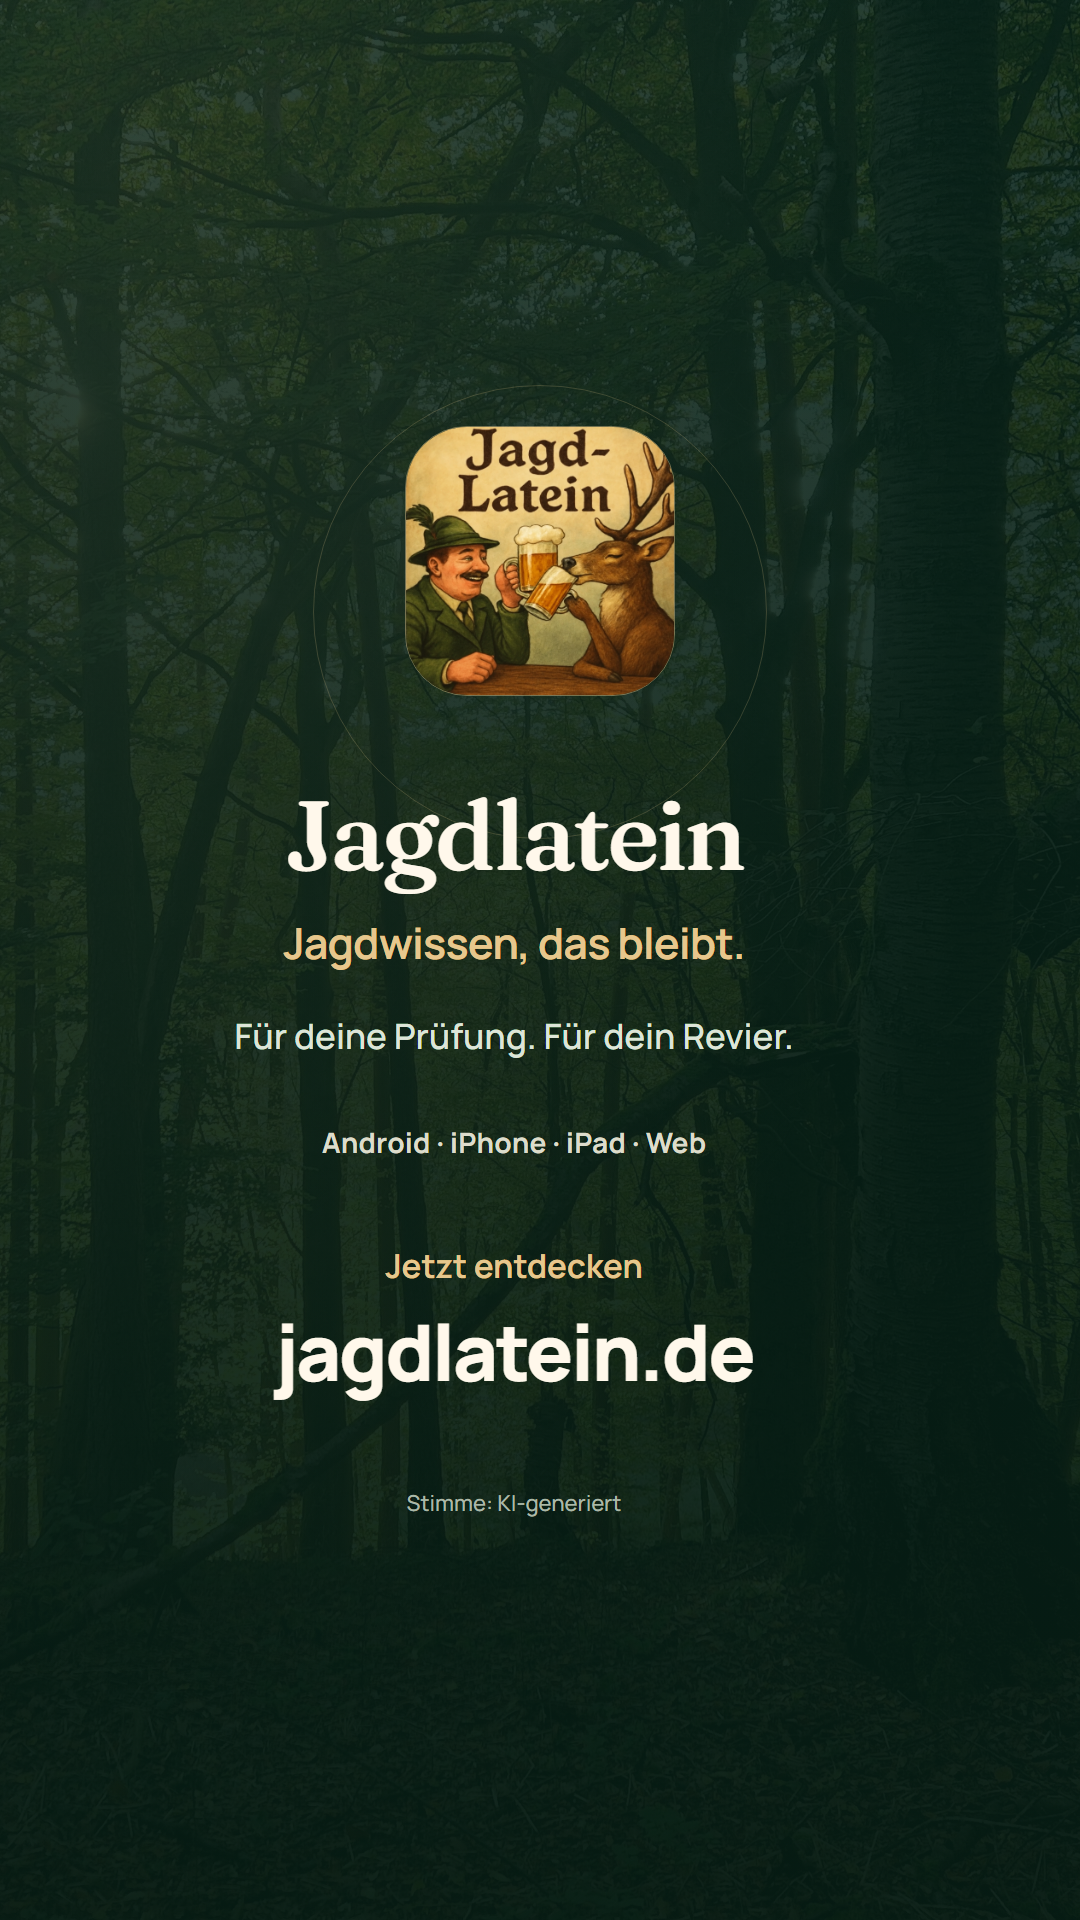 Jagd-
Latein
Jagdlatein
Jagdwissen, das bleibt.
Für deine Prüfung. Für dein Revier.
Android · iPhone · iPad · Web
Jetzt entdecken
jagdlatein.de
Stimme: KI-generiert